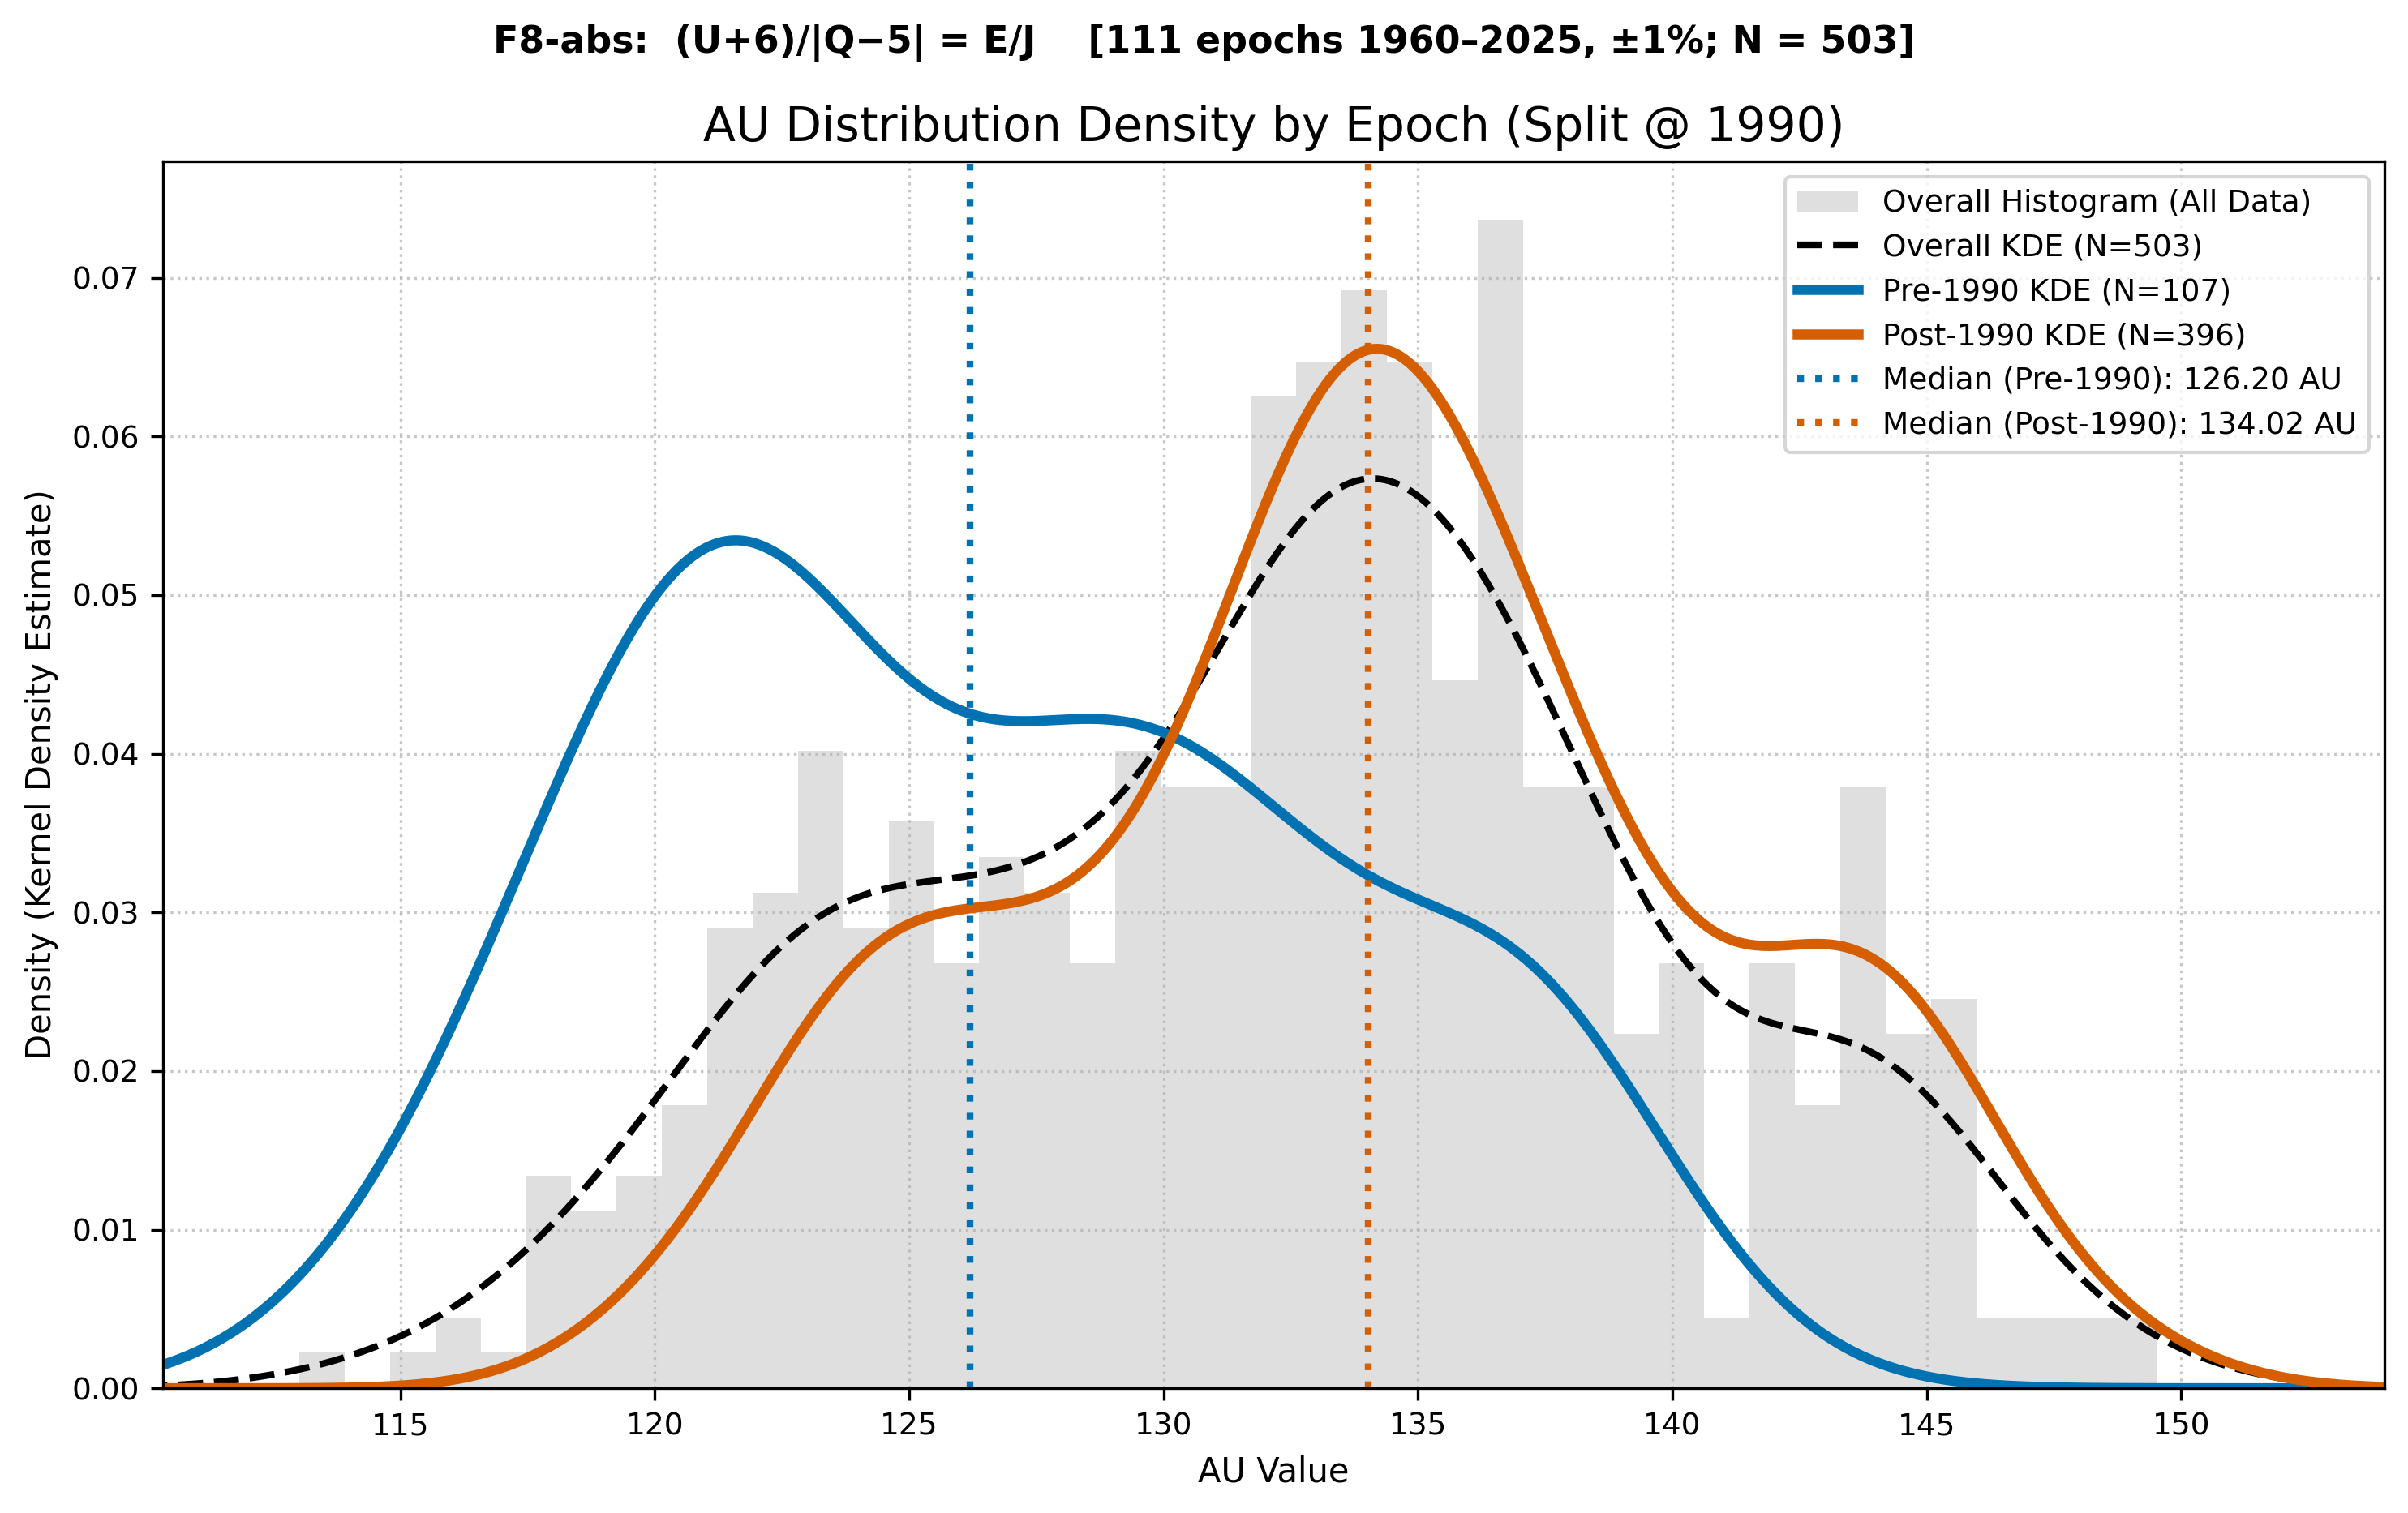 F8-abs:  (U+6)/|Q−5| = E/J    [111 epochs 1960–2025, ±1%; N = 503]
AU Distribution Density by Epoch (Split @ 1990)
Overall Histogram (All Data)
Overall KDE (N=503)
Pre-1990 KDE (N=107)
Post-1990 KDE (N=396)
Median (Pre-1990): 126.20 AU
Median (Post-1990): 134.02 AU
Density (Kernel Density Estimate)
0.07
0.06
0.05
0.04
0.03
0.02
0.01
0.00
115 120 125 130 135 140 145 150
AU Value